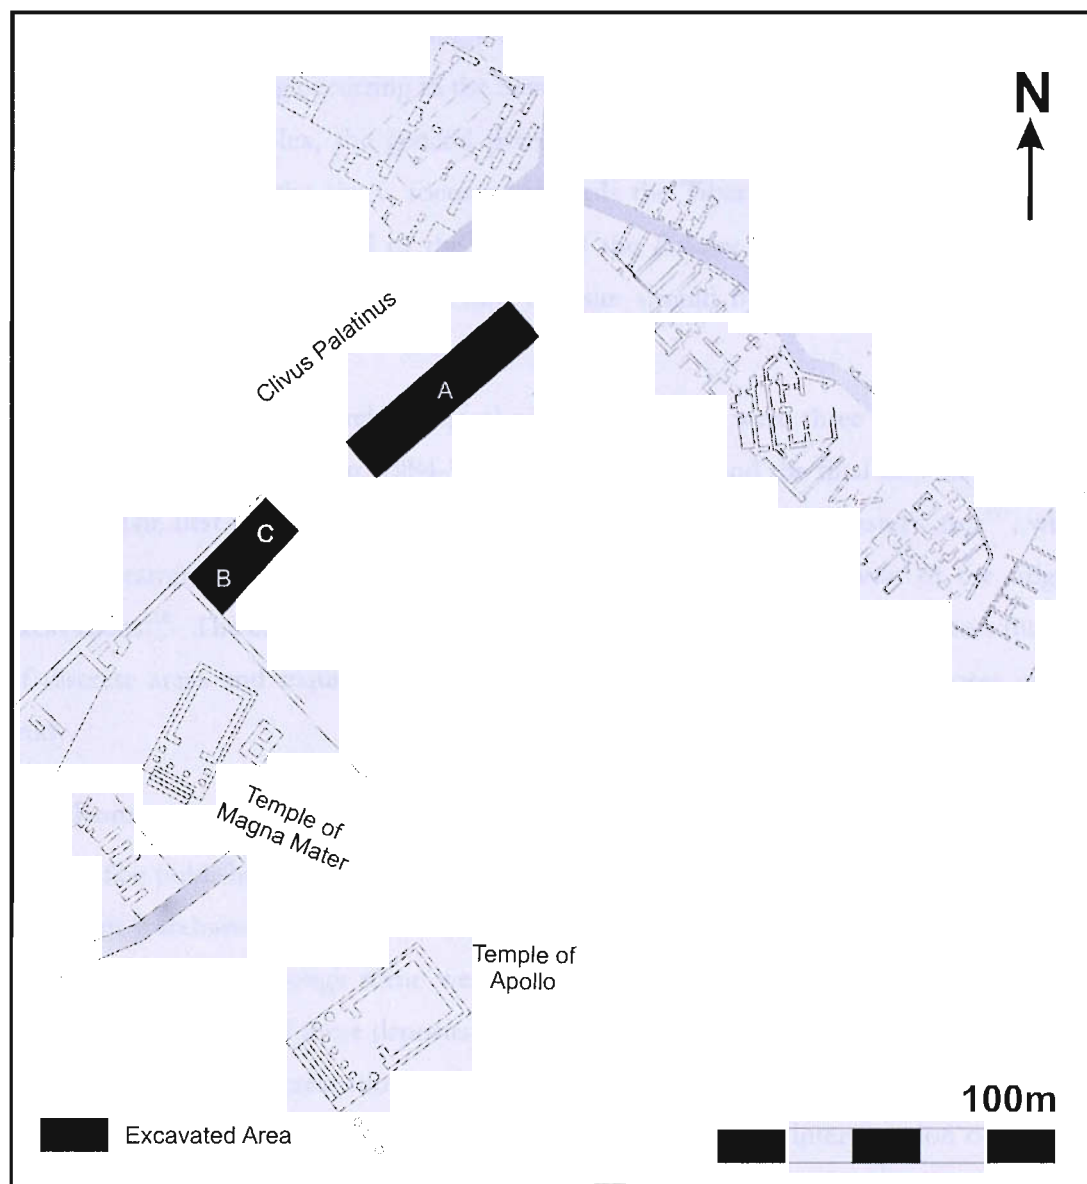 N
Clivus Palatinus
A
C
B
Temple of
Magna Mater
Temple of
Apollo
100m
Excavated Area